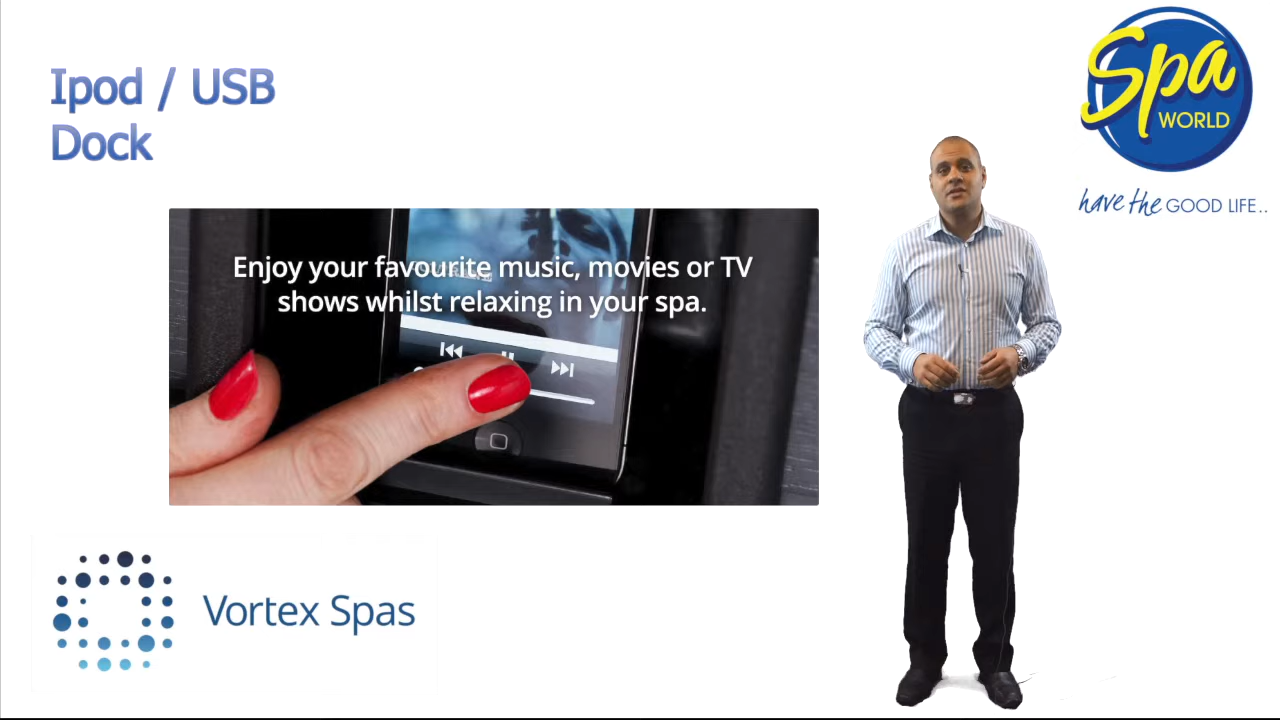 Ipod / USB
Dock
Spa
WORLD
have the GOOD LIFE..
Enjoy your favourite music, movies or TV
shows whilst relaxing in your spa.
Vortex Spas